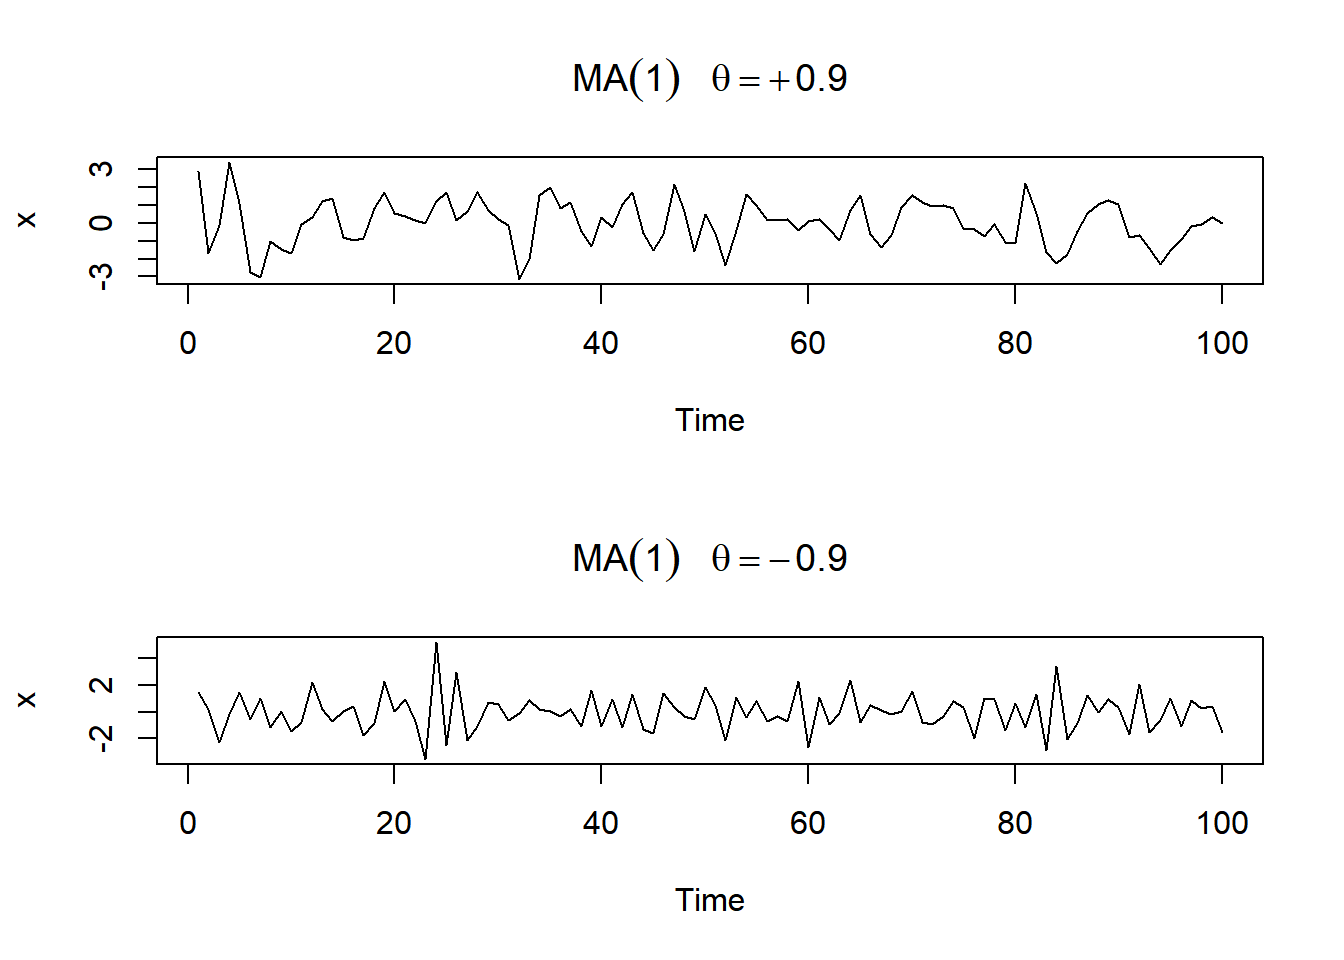 MA(1) θ = +0.9
x
3
0
-3
0 20 40 60 80 100
Time
MA(1) θ = −0.9
x
2
-2
0 20 40 60 80 100
Time